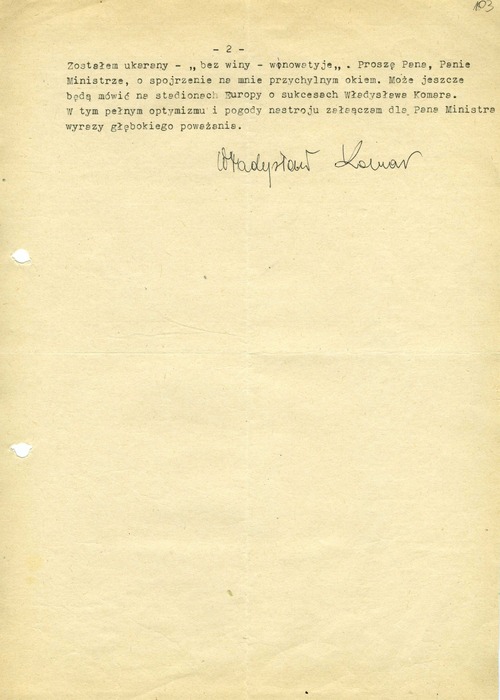 103
- 2 -
Zostałem ukarany - „ bez winy - wonowatyje„ . Proszę Pana, Panie
Ministrze, o spojrzenie na mnie przychylnym okiem. Może jeszcze
będą mówić na stadionach Europy o sukcesach Władysława Komara.
W tym pełnym optymizmu i pogody nastroju załączam dla Pana Ministra
wyrazy głębokiego poważania.
Władysław Komar